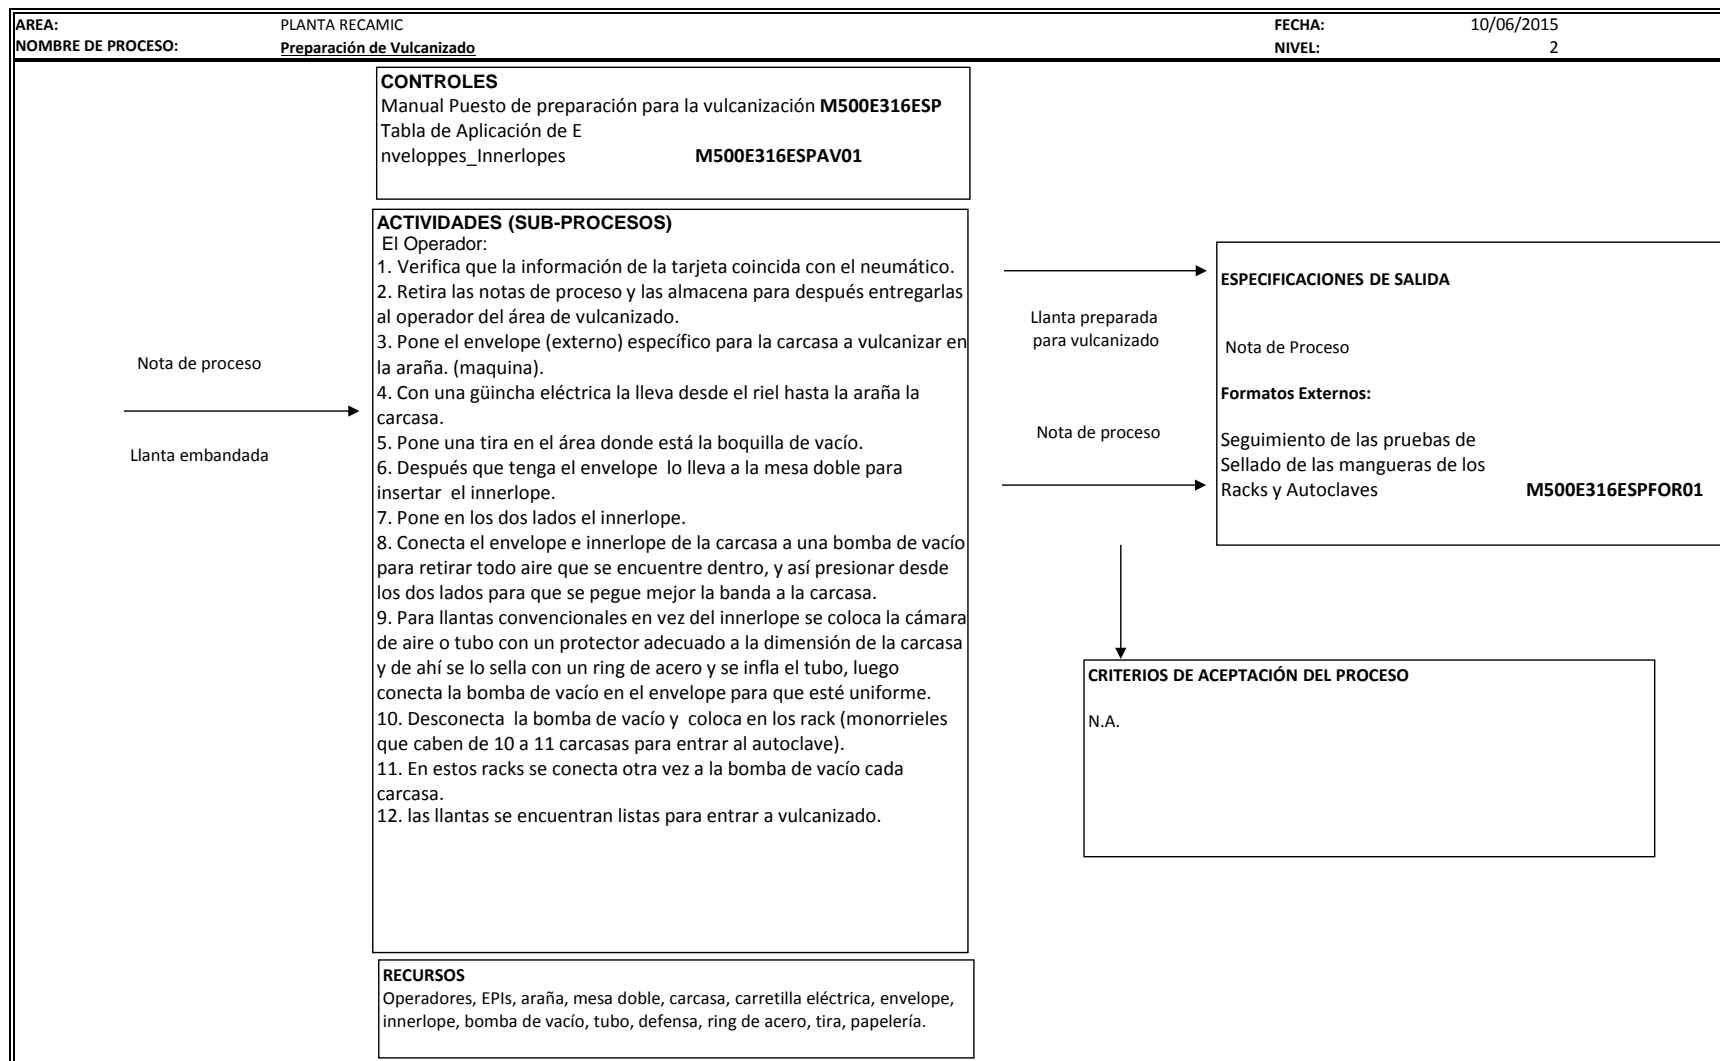 AREA: PLANTA RECAMIC FECHA: 10/06/2015
NOMBRE DE PROCESO: Preparación de Vulcanizado NIVEL: 2
CONTROLES
Manual Puesto de preparación para la vulcanización M500E316ESP
Tabla de Aplicación de E
nveloppes_Innerlopes M500E316ESPAV01
Nota de proceso
Llanta embandada
ACTIVIDADES (SUB-PROCESOS)
El Operador:
1. Verifica que la información de la tarjeta coincida con el neumático.
2. Retira las notas de proceso y las almacena para después entregarlas
al operador del área de vulcanizado.
3. Pone el envelope (externo) específico para la carcasa a vulcanizar en
la araña. (maquina).
4. Con una güincha eléctrica la lleva desde el riel hasta la araña la
carcasa.
5. Pone una tira en el área donde está la boquilla de vacío.
6. Después que tenga el envelope lo lleva a la mesa doble para
insertar el innerlope.
7. Pone en los dos lados el innerlope.
8. Conecta el envelope e innerlope de la carcasa a una bomba de vacío
para retirar todo aire que se encuentre dentro, y así presionar desde
los dos lados para que se pegue mejor la banda a la carcasa.
9. Para llantas convencionales en vez del innerlope se coloca la cámara
de aire o tubo con un protector adecuado a la dimensión de la carcasa
y de ahí se lo sella con un ring de acero y se infla el tubo, luego
conecta la bomba de vacío en el envelope para que esté uniforme.
10. Desconecta la bomba de vacío y coloca en los rack (monorrieles
que caben de 10 a 11 carcasas para entrar al autoclave).
11. En estos racks se conecta otra vez a la bomba de vacío cada
carcasa.
12. las llantas se encuentran listas para entrar a vulcanizado.
Llanta preparada
para vulcanizado
Nota de proceso
ESPECIFICACIONES DE SALIDA
Nota de Proceso
Formatos Externos:
Seguimiento de las pruebas de
Sellado de las mangueras de los
Racks y Autoclaves M500E316ESPFOR01
CRITERIOS DE ACEPTACIÓN DEL PROCESO
N.A.
RECURSOS
Operadores, EPIs, araña, mesa doble, carcasa, carretilla eléctrica, envelope,
innerlope, bomba de vacío, tubo, defensa, ring de acero, tira, papelería.